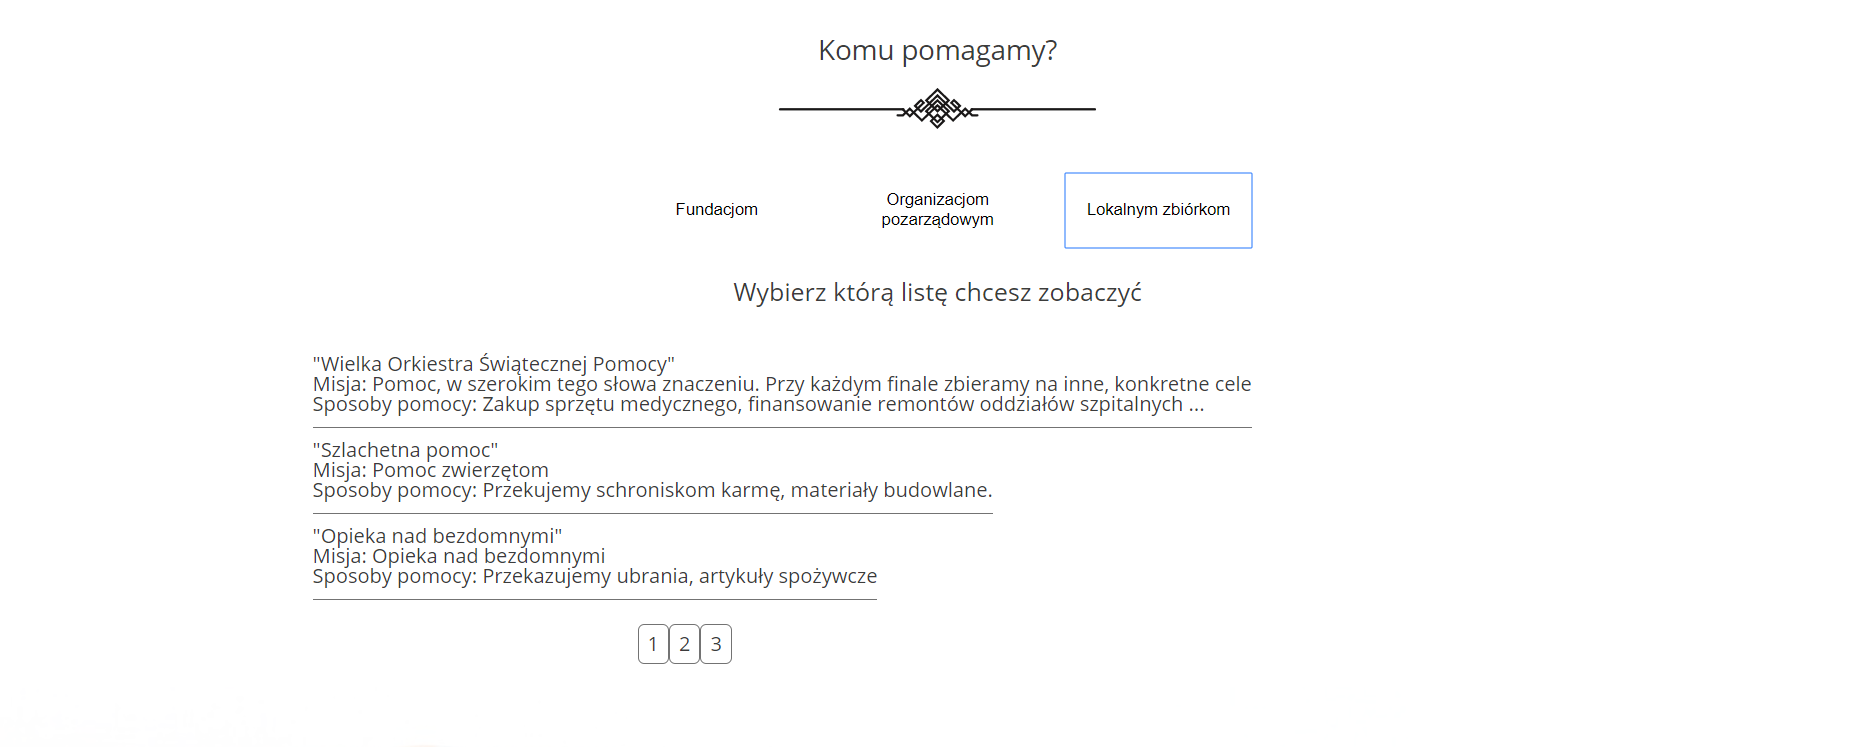 Komu pomagamy?
Fundacjom
Organizacjom
pozarządowym
Lokalnym zbiórkom
Wybierz którą listę chcesz zobaczyć
"Wielka Orkiestra Świątecznej Pomocy"
Misja: Pomoc, w szerokim tego słowa znaczeniu. Przy każdym finale zbieramy na inne, konkretne cele
Sposoby pomocy: Zakup sprzętu medycznego, finansowanie remontów oddziałów szpitalnych ...
"Szlachetna pomoc"
Misja: Pomoc zwierzętom
Sposoby pomocy: Przekujemy schroniskom karmę, materiały budowlane.
"Opieka nad bezdomnymi"
Misja: Opieka nad bezdomnymi
Sposoby pomocy: Przekazujemy ubrania, artykuły spożywcze
1 2 3